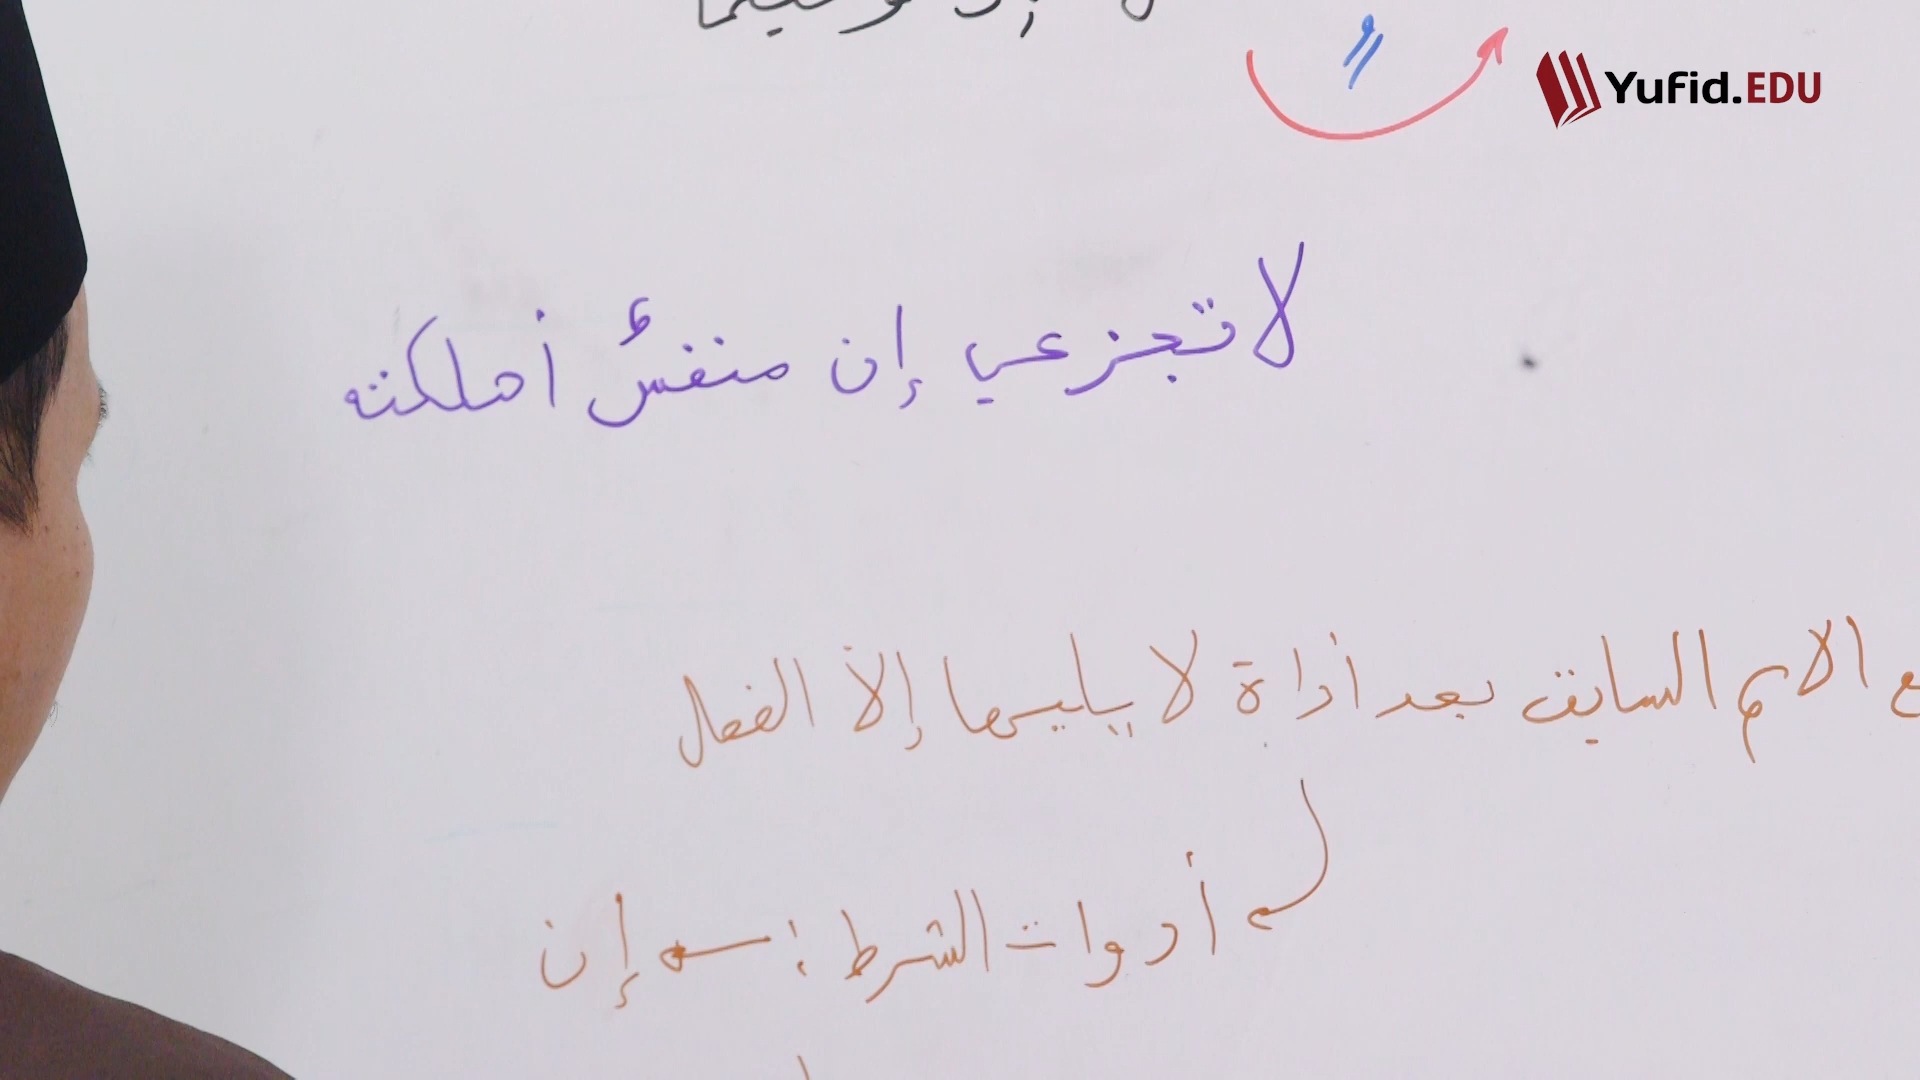 Yufid.EDU
لا تجزعي إن منفسٌ أهلكته
ع الاسم السابق بعد أداة لا يليها إلا الفعل
أدوات الشرط : إن